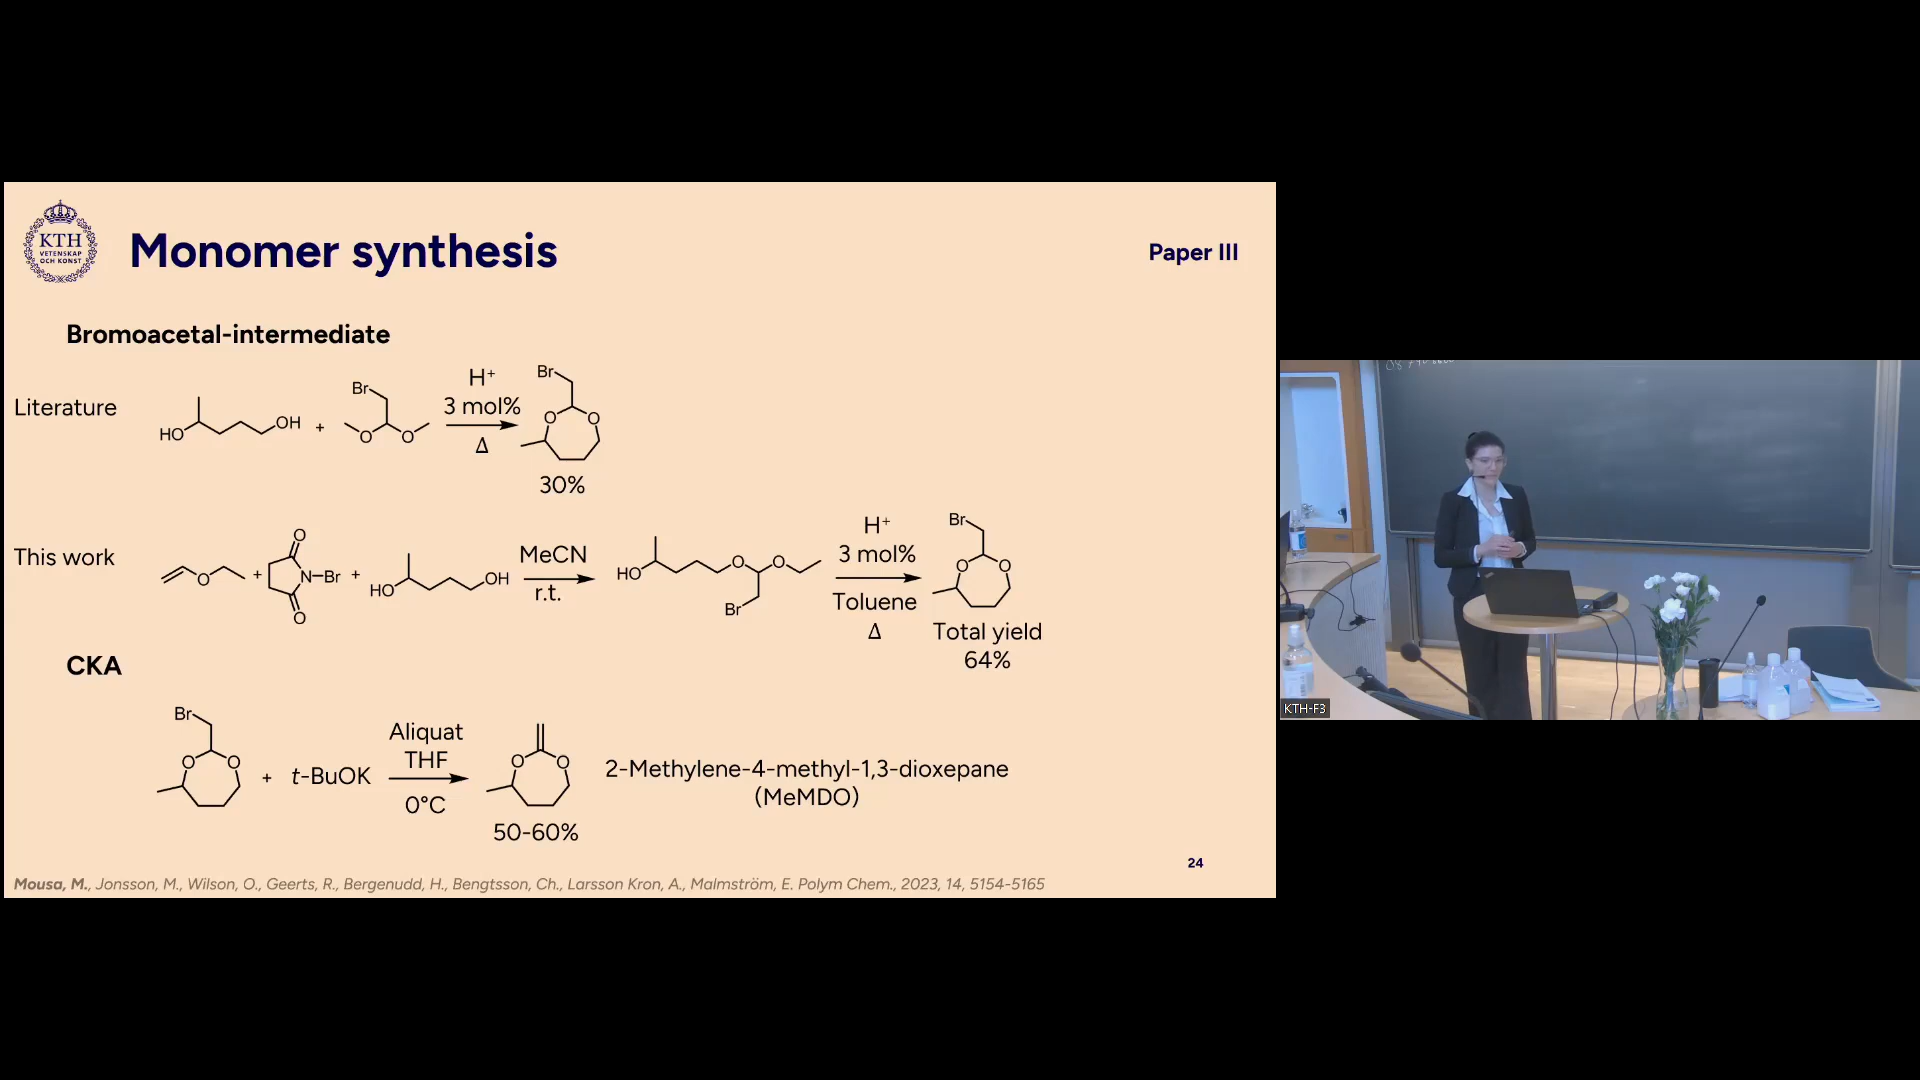 KTH
VETENSKAP
OCH KONST
Monomer synthesis
Paper III
Bromoacetal-intermediate
Literature
HO
OH
+
Br
O
O
H⁺
3 mol%
Δ
Br
O
O
30%
This work
O
+
O
N
Br
O
+
HO
OH
MeCN
r.t.
HO
O
O
Br
H⁺
3 mol%
Toluene
Δ
Br
O
O
Total yield
64%
CKA
Br
O
O
+
t-BuOK
Aliquat
THF
0°C
O
O
50-60%
2-Methylene-4-methyl-1,3-dioxepane
(MeMDO)
24
Mousa, M., Jonsson, M., Wilson, O., Geerts, R., Bergenudd, H., Bengtsson, Ch., Larsson Kron, A., Malmström, E. Polym Chem., 2023, 14, 5154-5165
KTH-F3